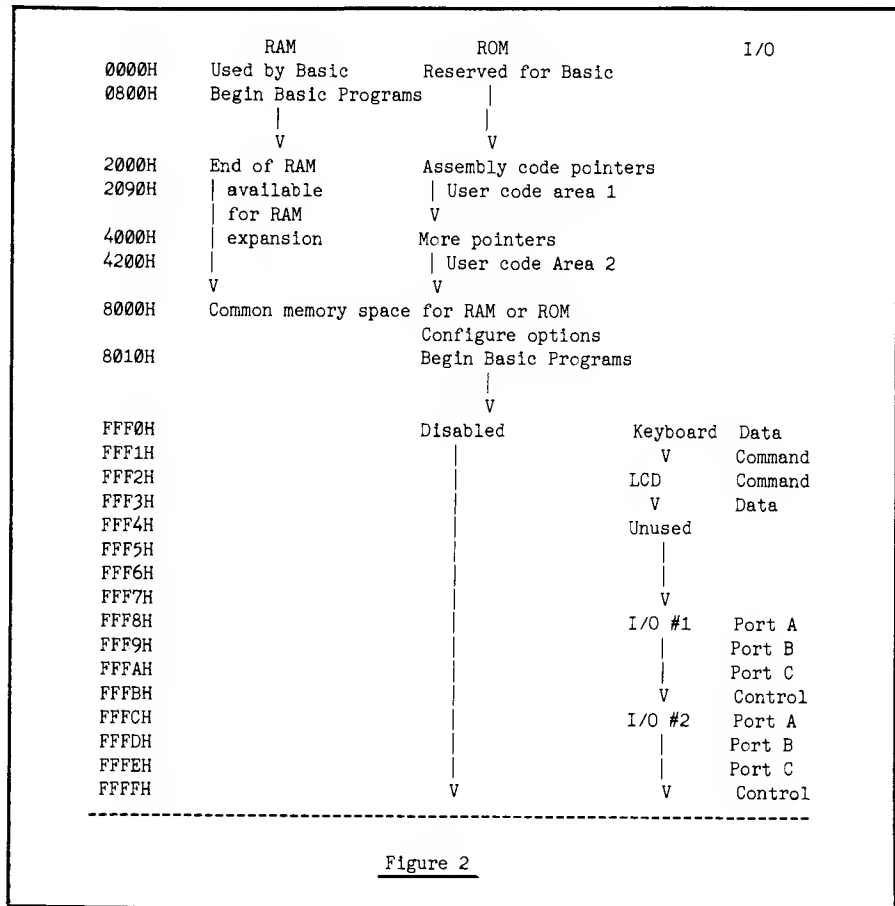 RAM ROM I/O
0000H Used by Basic Reserved for Basic
0800H Begin Basic Programs |
| |
V V
2000H End of RAM Assembly code pointers
2090H | available | User code area 1
| for RAM V
4000H | expansion More pointers
4200H | | User code Area 2
V V
8000H Common memory space for RAM or ROM
Configure options
8010H Begin Basic Programs
|
V
FFF0H Disabled Keyboard Data
FFF1H | V Command
FFF2H | LCD Command
FFF3H | V Data
FFF4H | Unused
FFF5H | |
FFF6H | |
FFF7H | V
FFF8H | I/O #1 Port A
FFF9H | | Port B
FFFAH | | Port C
FFFBH | V Control
FFFCH | I/O #2 Port A
FFFDH | | Port B
FFFEH | | Port C
FFFFH V V Control
Figure 2